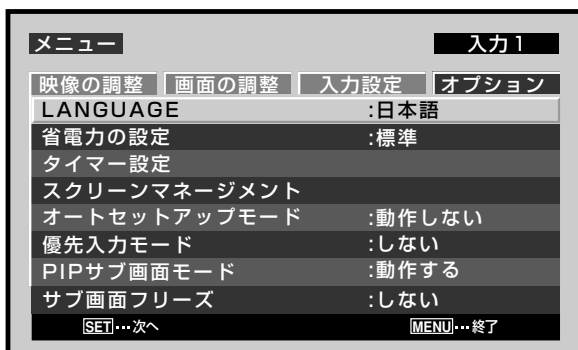 メニュー 入力1
映像の調整 画面の調整 入力設定 オプション
LANGUAGE :日本語
省電力の設定 :標準
タイマー設定
スクリーンマネージメント
オートセットアップモード :動作しない
優先入力モード :しない
PIPサブ画面モード :動作する
サブ画面フリーズ :しない
SET…次へ MENU…終了